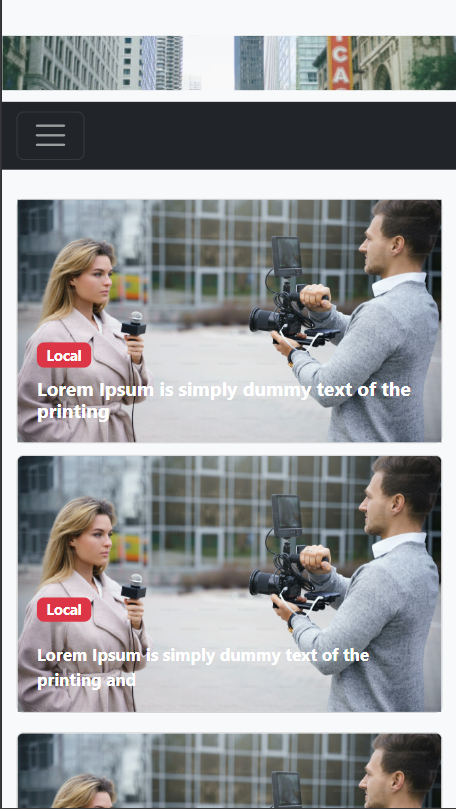 CA
Local
Lorem Ipsum is simply dummy text of the
printing
Local
Lorem Ipsum is simply dummy text of the
printing and